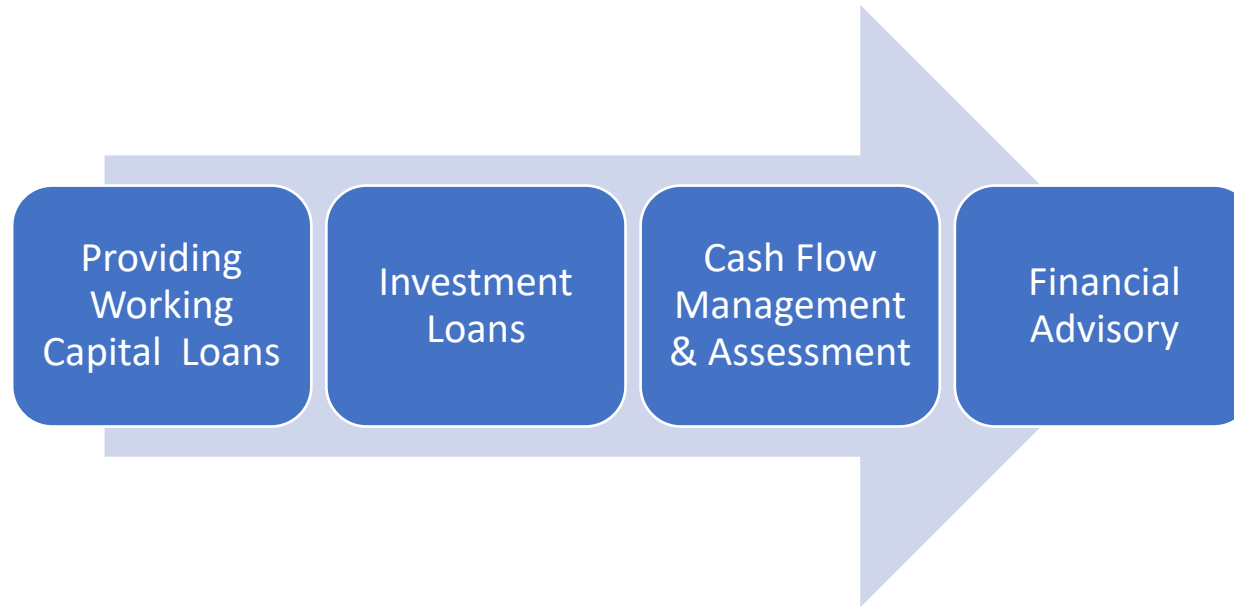 Providing
Working
Capital  Loans
Investment
Loans
Cash Flow
Management
& Assessment
Financial
Advisory